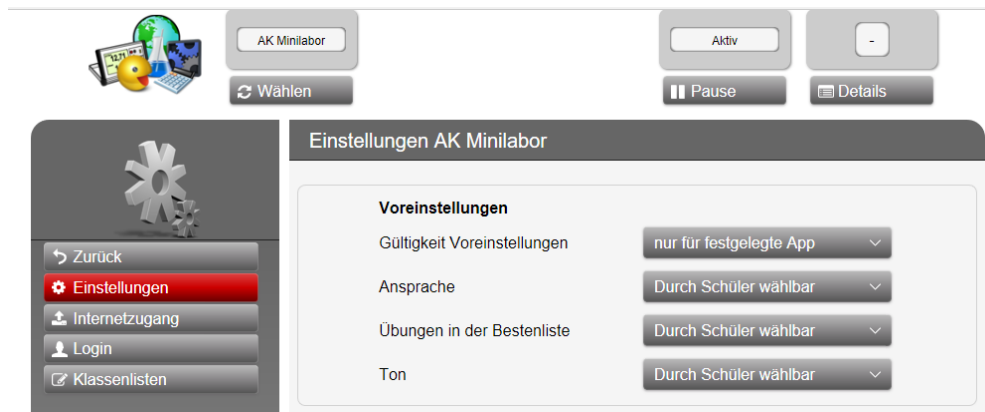 AK Minilabor
Aktiv
-
Wählen
Pause
Details
Einstellungen AK Minilabor
Zurück
Einstellungen
Internetzugang
Login
Klassenlisten
Voreinstellungen
Gültigkeit Voreinstellungen nur für festgelegte App
Ansprache Durch Schüler wählbar
Übungen in der Bestenliste Durch Schüler wählbar
Ton Durch Schüler wählbar